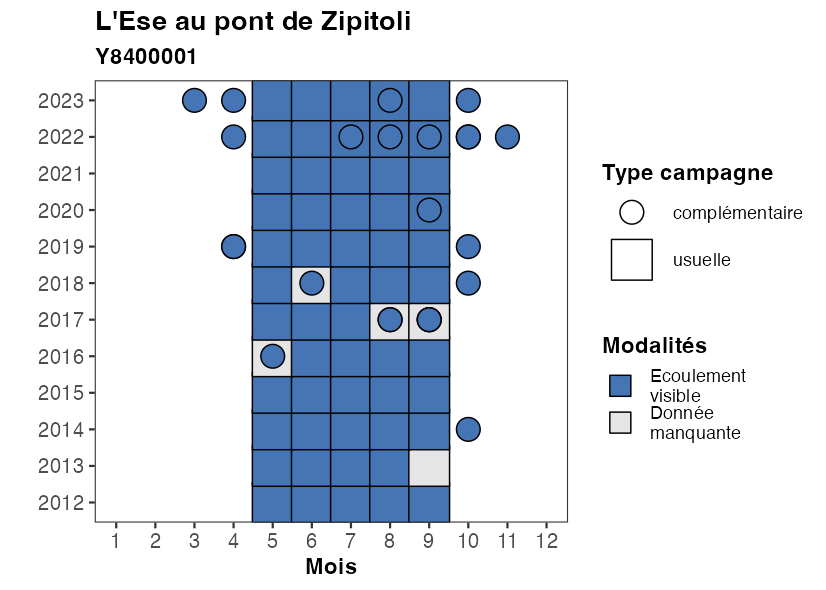 L'Ese au pont de Zipitoli
Y8400001
2023
2022
2021
2020
2019
2018
2017
2016
2015
2014
2013
2012
1 2 3 4 5 6 7 8 9 10 11 12
Mois
Type campagne
complémentaire
usuelle
Modalités
Ecoulement
visible
Donnée
manquante